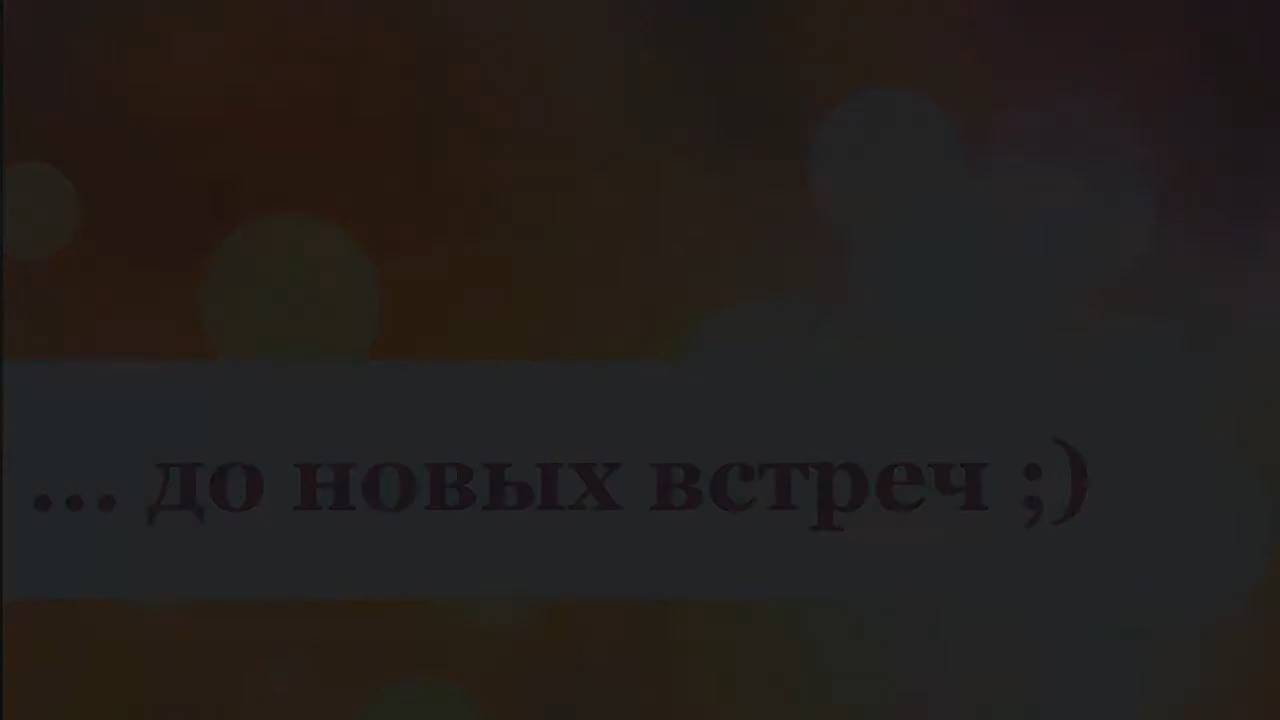 ... до новых встреч ;)